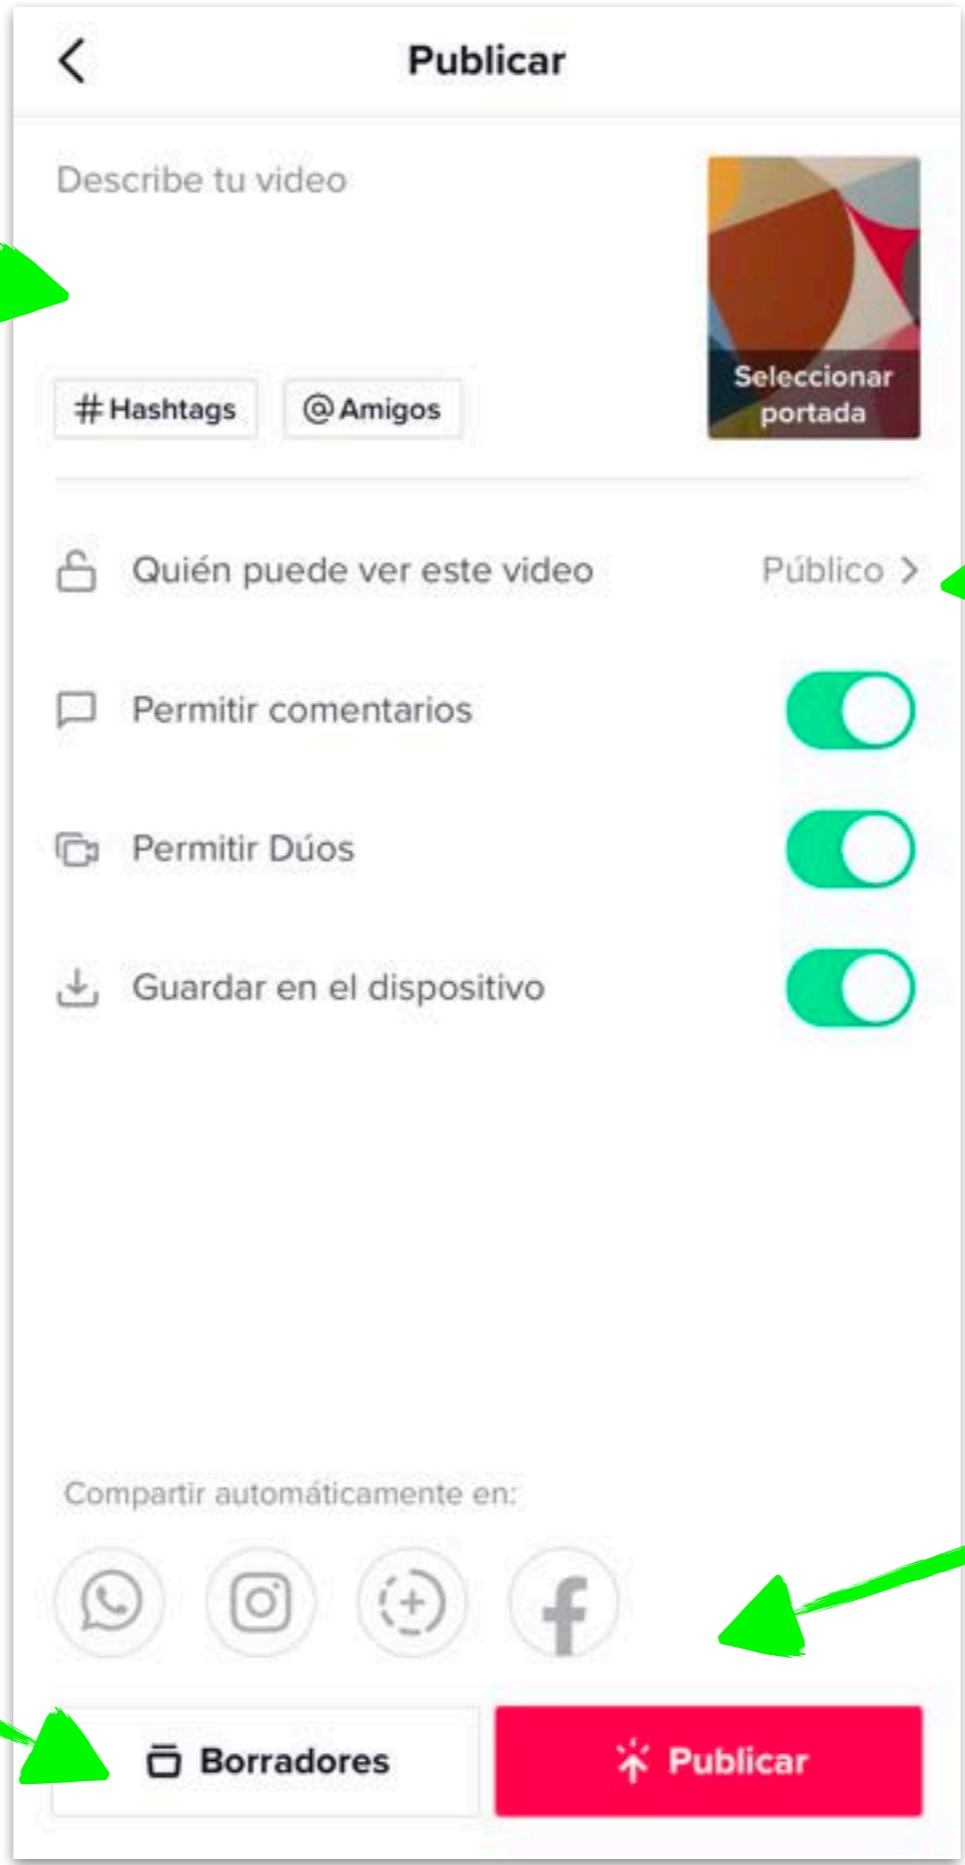 Publicar
Describe tu video
Seleccionar
portada
#Hashtags
@Amigos
Quién puede ver este video
Público
Permitir comentarios
Permitir Dúos
Guardar en el dispositivo
Compartir automáticamente en:
Borradores
Publicar